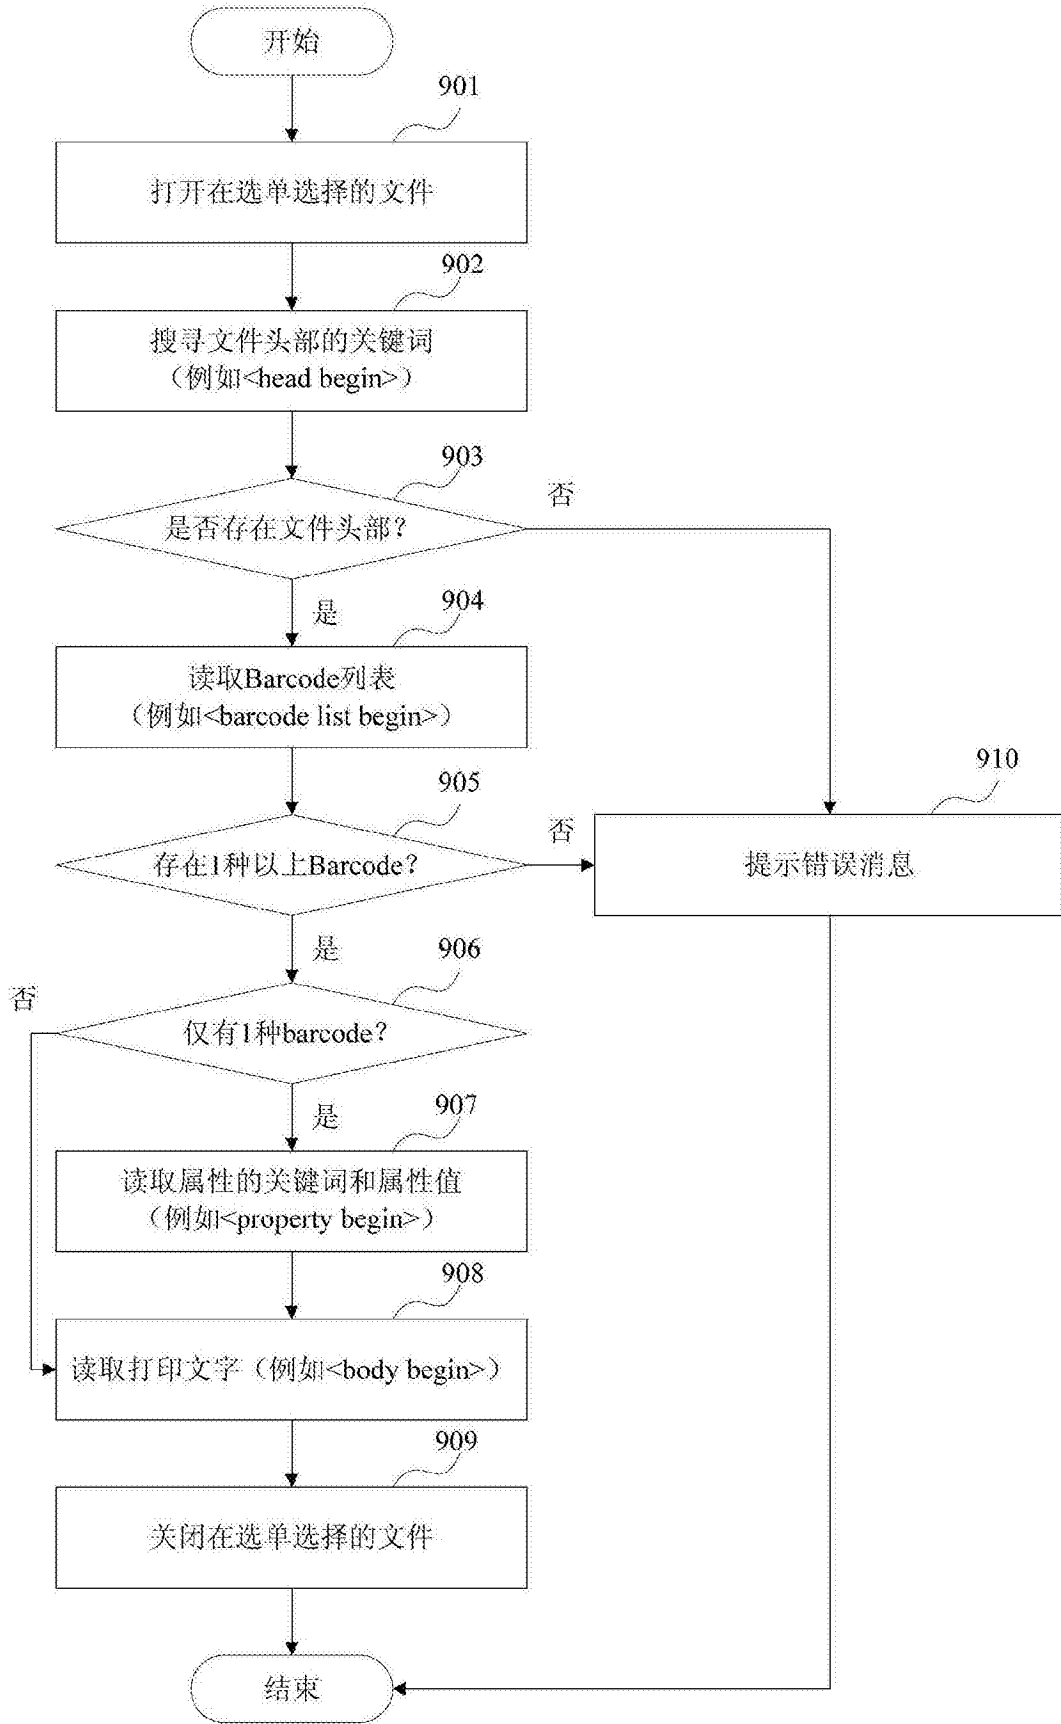 开始
901
打开在选单选择的文件
902
搜寻文件头部的关键词
（例如<head begin>）
903
否
是否存在文件头部？
是
904
读取Barcode列表
（例如<barcode list begin>）
905
否
910
存在1种以上Barcode？
提示错误消息
是
906
否
仅有1种barcode？
是
907
读取属性的关键词和属性值
（例如<property begin>）
908
读取打印文字（例如<body begin>）
909
关闭在选单选择的文件
结束